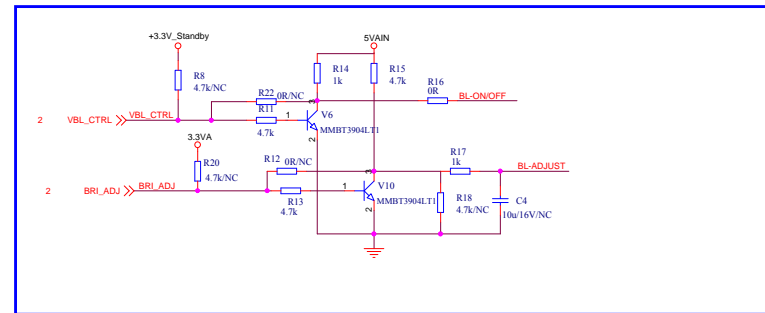 +3.3V_Standby
5VAIN
R8
4.7k/NC
R14
1k
R15
4.7k
R16
0R
BL-ON/OFF
R22 0R/NC
R11
4.7k
3
1
2
V6
MMBT3904LT1
2 VBL_CTRL VBL_CTRL
3.3VA
R20
4.7k/NC
R12 0R/NC
R17
1k
BL-ADJUST
2 BRI_ADJ BRI_ADJ
R13
4.7k
3
1
2
V10
MMBT3904LT1
R18
4.7k/NC
C4
10u/16V/NC